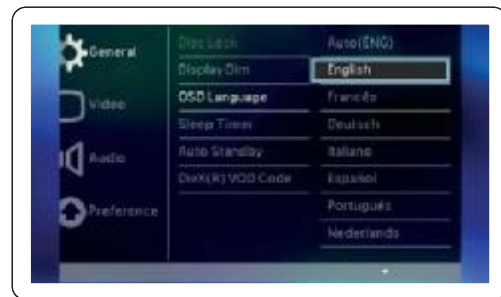 General
Video
Audio
Preference
Disc Lock
Display Dim
OSD Language
Sleep Timer
Auto Standby
DivX(R) VOD Code
Auto(ENG)
English
Francês
Deutsch
Italiano
Español
Português
Nederlands